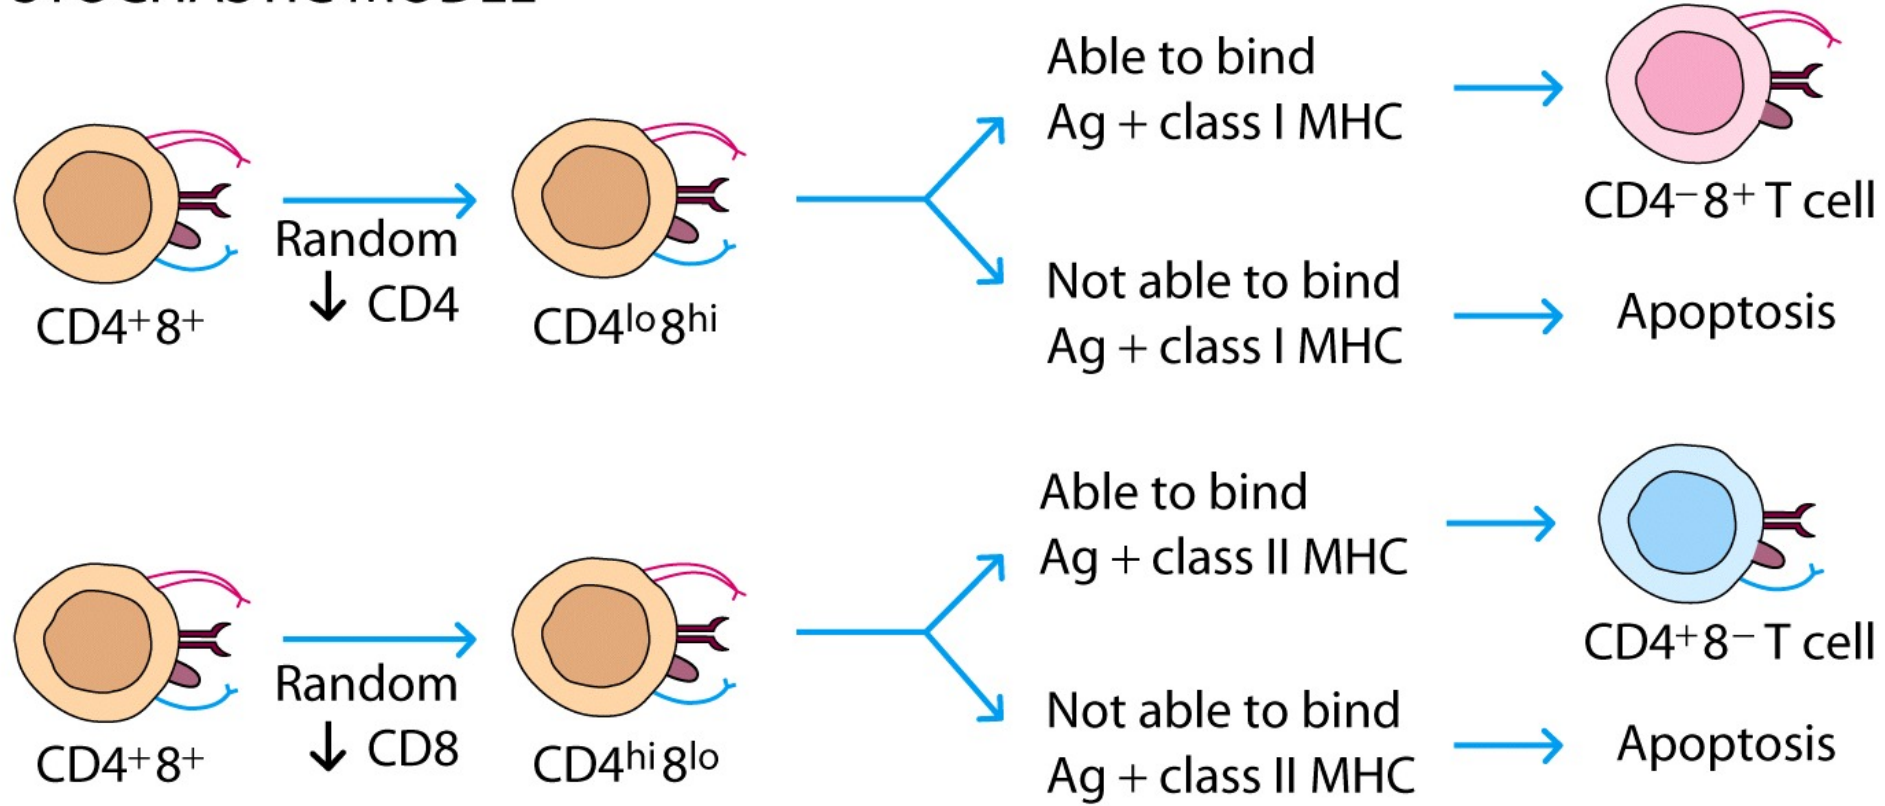 STOCHASTIC MODEL
Able to bind
Ag + class I MHC
CD4⁻8⁺ T cell
Random
↓ CD4
CD4⁺8⁺
CD4ˡᵒ8ʰⁱ
Not able to bind
Ag + class I MHC
Apoptosis
Able to bind
Ag + class II MHC
CD4⁺8⁻ T cell
Random
↓ CD8
CD4⁺8⁺
CD4ʰⁱ8ˡᵒ
Not able to bind
Ag + class II MHC
Apoptosis